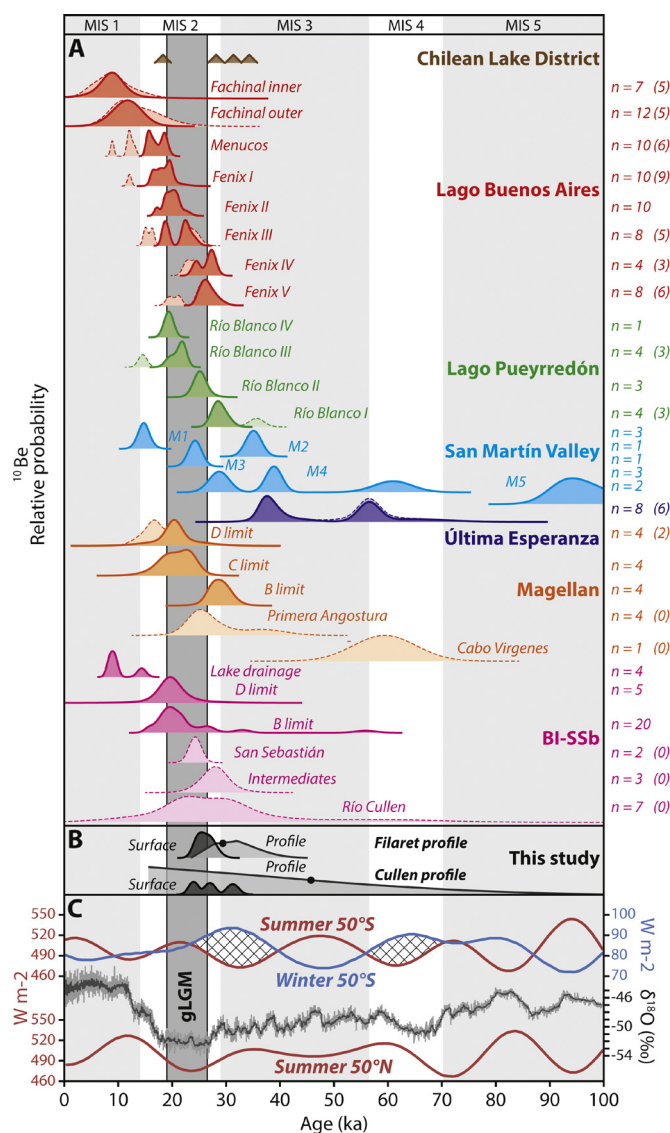 MIS 1 MIS 2 MIS 3 MIS 4 MIS 5
A
Chilean Lake District
Fachinal inner n = 7 (5)
Fachinal outer n = 12 (5)
Menucos n = 10 (6)
Fenix I n = 10 (9)
Lago Buenos Aires
Fenix II n = 10
Fenix III n = 8 (5)
Fenix IV n = 4 (3)
Fenix V n = 8 (6)
Río Blanco IV n = 1
Río Blanco III n = 4 (3)
Lago Pueyrredón
Río Blanco II n = 3
Río Blanco I n = 4 (3)
n = 3
M1 M2 San Martín Valley n = 1
n = 1
M3 M4 n = 3
M5 n = 2
n = 8 (6)
D limit Última Esperanza n = 4 (2)
C limit n = 4
B limit Magellan n = 4
Primera Angostura n = 4 (0)
Cabo Virgenes n = 1 (0)
Lake drainage n = 4
D limit n = 5
B limit BI-SSb n = 20
San Sebastián n = 2 (0)
Intermediates n = 3 (0)
Río Cullen n = 7 (0)
10Be
Relative probability
B
Surface Profile Filaret profile
This study
Profile Cullen profile
Surface
C
Summer 50°S
Winter 50°S
gLGM
Summer 50°N
550
520
490
460
W m-2
550
520
490
460
100
90
80
70
W m-2
-46
-50
-54
δ18O (‰)
0 10 20 30 40 50 60 70 80 90 100
Age (ka)